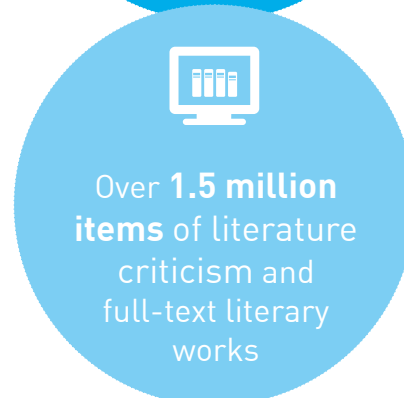 Over 1.5 million
items of literature
criticism and
full-text literary
works